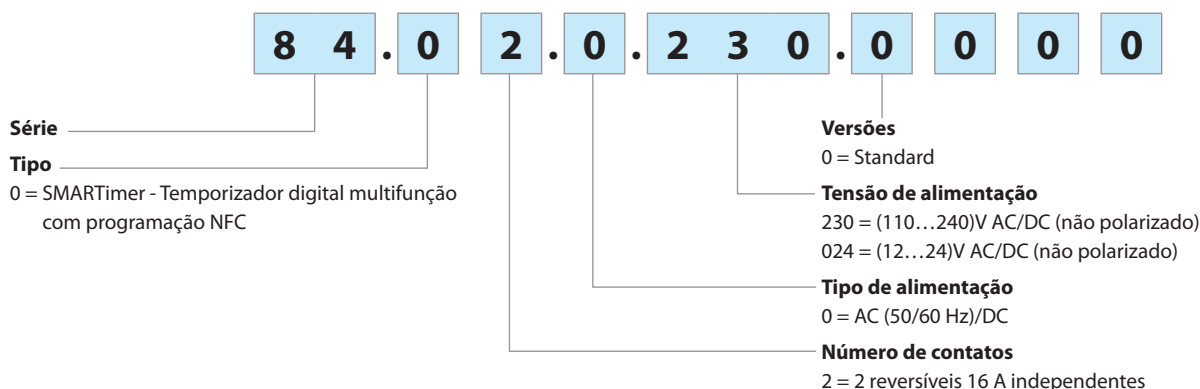 8 4 . 0 2 . 0 . 2 3 0 . 0 0 0 0
Série
Tipo
0 = SMARTimer - Temporizador digital multifunção
com programação NFC
Versões
0 = Standard
Tensão de alimentação
230 = (110…240)V AC/DC (não polarizado)
024 = (12…24)V AC/DC (não polarizado)
Tipo de alimentação
0 = AC (50/60 Hz)/DC
Número de contatos
2 = 2 reversíveis 16 A independentes